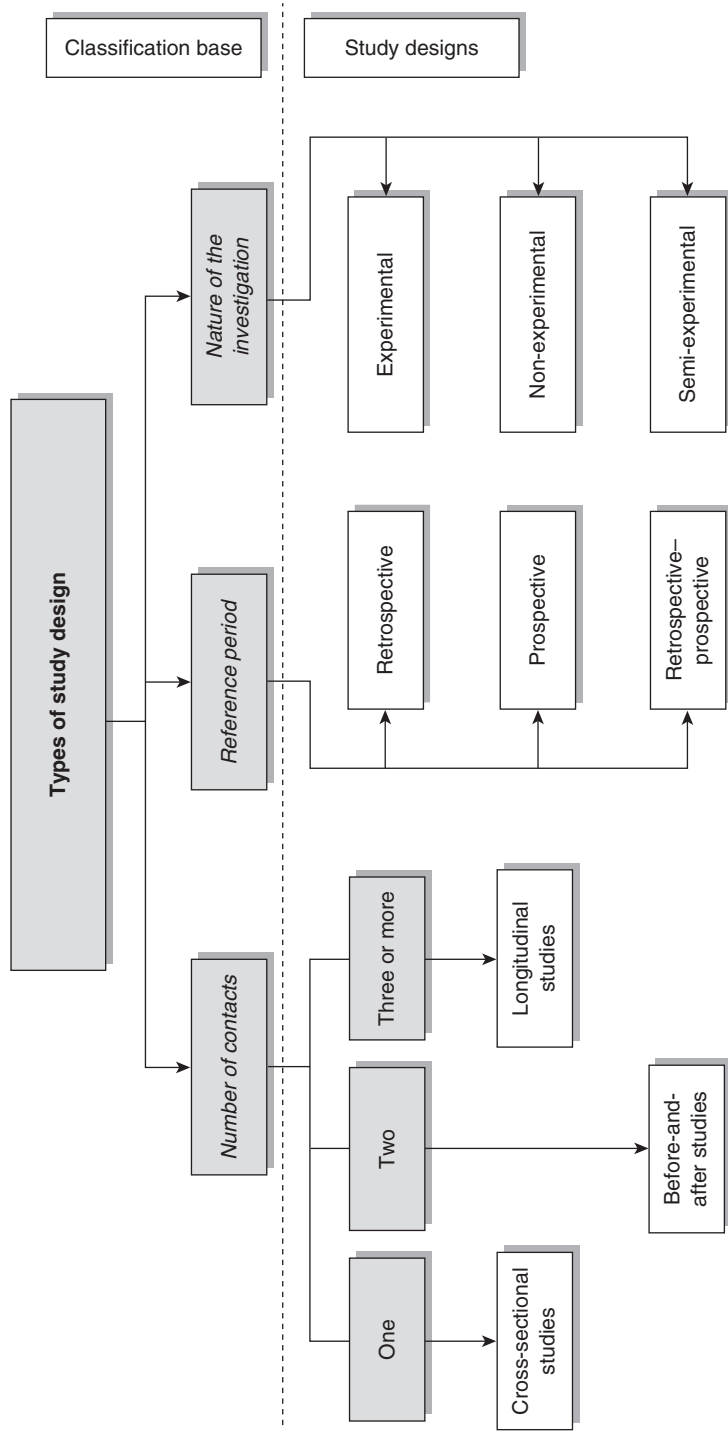 Types of study design
Classification base
Number of contacts
Reference period
Nature of the
investigation
Study designs
One
Two
Three or more
Cross-sectional
studies
Before-and-
after studies
Longitudinal
studies
Retrospective
Prospective
Retrospective–
prospective
Experimental
Non-experimental
Semi-experimental